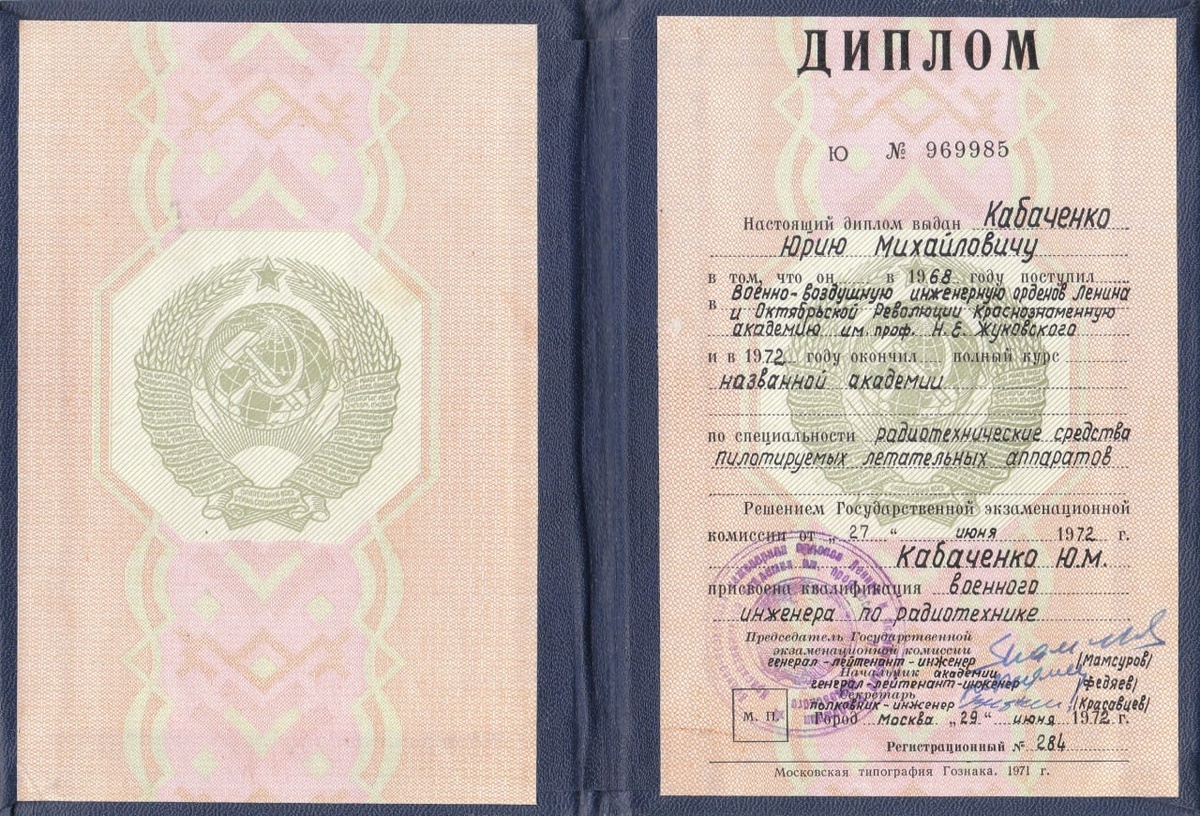 ДИПЛОМ
Ю № 969985
Настоящий диплом выдан Кабаченко
Юрию Михайловичу
в том, что он в 1968 году поступил
в Военно-воздушную инженерную орденов Ленина
и Октябрьской Революции Краснознаменную
академию им. проф. Н. Е. Жуковского
и в 1972 году окончил полный курс
названной академии
по специальности радиотехнические средства
пилотируемых летательных аппаратов
Решением Государственной экзаменационной
комиссии от „ 27 “ июня 1972 г.
Кабаченко Ю.М.
присвоена квалификация военного
инженера по радиотехнике
Председатель Государственной
экзаменационной комиссии
генерал-лейтенант-инженер (Мамсуров)
Начальник академии
генерал-лейтенант-инженер (Федяев)
Секретарь
полковник-инженер (Красавцев)
М. П. Город Москва „29“ июня 1972 г.
Регистрационный № 284
Московская типография Гознака. 1971 г.